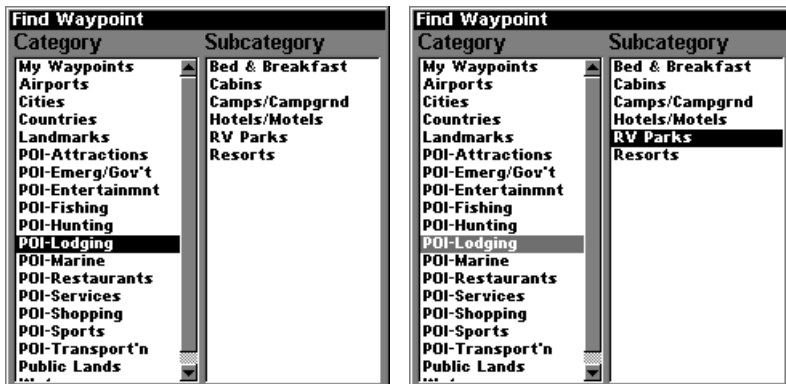 Find Waypoint
Category
Subcategory
My Waypoints
Airports
Cities
Countries
Landmarks
POI-Attractions
POI-Emerg/Gov't
POI-Entertainmnt
POI-Fishing
POI-Hunting
POI-Lodging
POI-Marine
POI-Restaurants
POI-Services
POI-Shopping
POI-Sports
POI-Transport'n
Public Lands
Bed & Breakfast
Cabins
Camps/Campgrnd
Hotels/Motels
RV Parks
Resorts
Find Waypoint
Category
Subcategory
My Waypoints
Airports
Cities
Countries
Landmarks
POI-Attractions
POI-Emerg/Gov't
POI-Entertainmnt
POI-Fishing
POI-Hunting
POI-Lodging
POI-Marine
POI-Restaurants
POI-Services
POI-Shopping
POI-Sports
POI-Transport'n
Public Lands
Bed & Breakfast
Cabins
Camps/Campgrnd
Hotels/Motels
RV Parks
Resorts